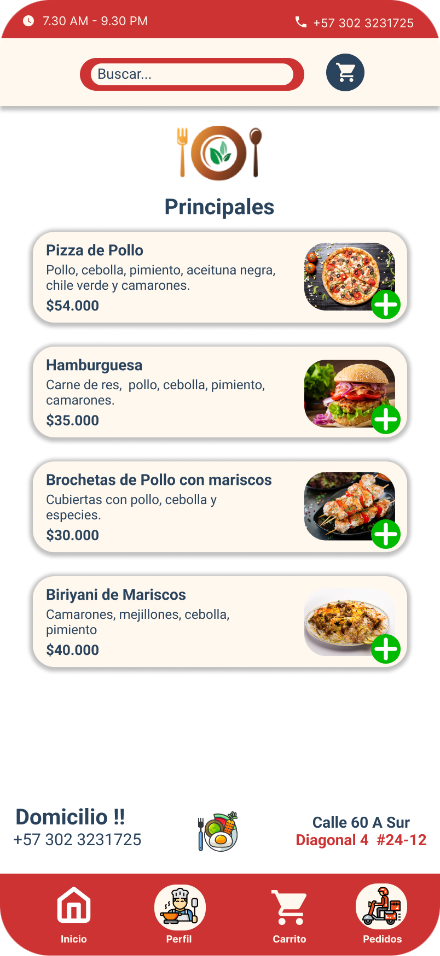 7.30 AM - 9.30 PM
+57 302 3231725
Buscar...
Principales
Pizza de Pollo
Pollo, cebolla, pimiento, aceituna negra,
chile verde y camarones.
$54.000
Hamburguesa
Carne de res, pollo, cebolla, pimiento,
camarones.
$35.000
Brochetas de Pollo con mariscos
Cubiertas con pollo, cebolla y
especies.
$30.000
Biriyani de Mariscos
Camarones, mejillones, cebolla,
pimiento
$40.000
Domicilio !!
+57 302 3231725
Calle 60 A Sur
Diagonal 4 #24-12
Inicio
Perfil
Carrito
Pedidos